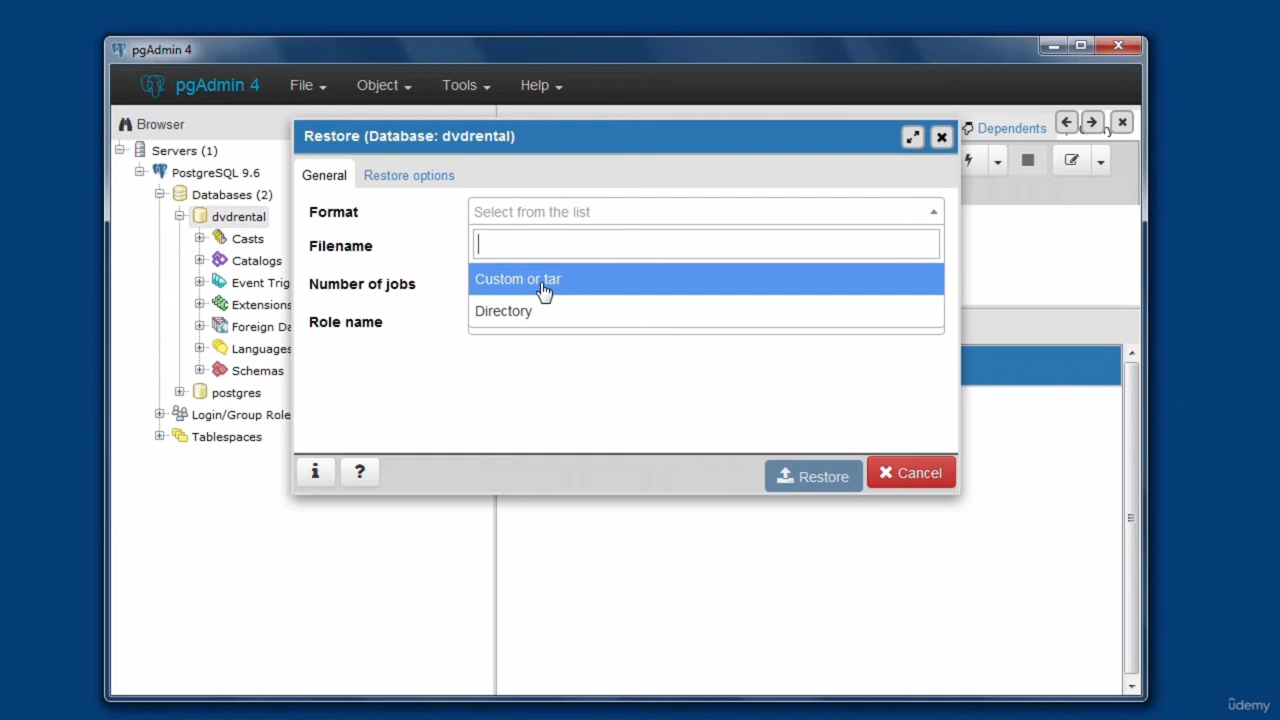 pgAdmin 4
pgAdmin 4 File Object Tools Help
Browser
Servers (1)
PostgreSQL 9.6
Databases (2)
dvdrental
Casts
Catalogs
Event Trig
Extensions
Foreign Da
Languages
Schemas
postgres
Login/Group Role
Tablespaces
Dependents
Restore (Database: dvdrental)
General Restore options
Format Select from the list
Filename
Custom or tar
Number of jobs
Directory
Role name
i ? Restore Cancel
ûdemy